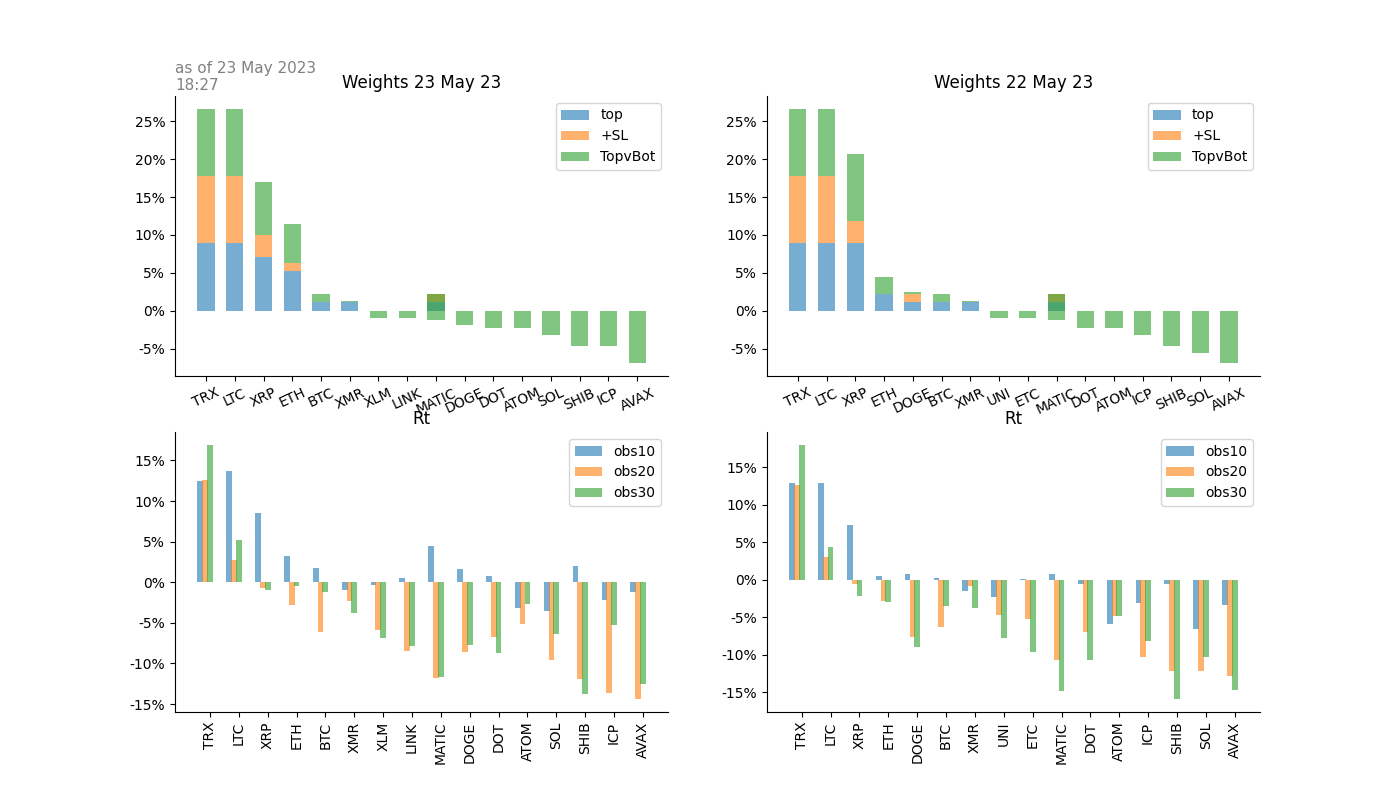 as of 23 May 2023
18:27
Weights 23 May 23
25%
20%
15%
10%
5%
0%
-5%
top
+SL
TopvBot
TRX LTC XRP ETH BTC XMR XLM LINK MATIC DOGE DOT ATOM SOL SHIB ICP AVAX
Weights 22 May 23
25%
20%
15%
10%
5%
0%
-5%
top
+SL
TopvBot
TRX LTC XRP ETH DOGE BTC XMR UNI ETC MATIC DOT ATOM ICP SHIB SOL AVAX
Rt
15%
10%
5%
0%
-5%
-10%
-15%
obs10
obs20
obs30
TRX LTC XRP ETH BTC XMR XLM LINK MATIC DOGE DOT ATOM SOL SHIB ICP AVAX
Rt
15%
10%
5%
0%
-5%
-10%
-15%
obs10
obs20
obs30
TRX LTC XRP ETH DOGE BTC XMR UNI ETC MATIC DOT ATOM ICP SHIB SOL AVAX